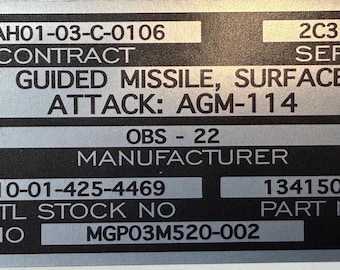 AH01-03-C-0106 2C3
CONTRACT SER
GUIDED MISSILE, SURFACE
ATTACK: AGM-114
OBS - 22
MANUFACTURER
10-01-425-4469 134150
TL STOCK NO PART N
NO MGP03M520-002